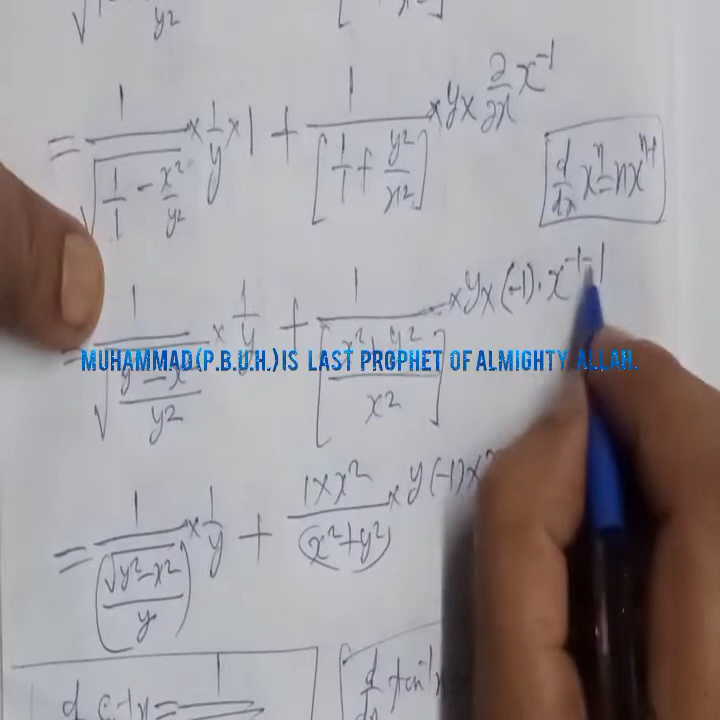 y²
= 1/√(1/1 - x²/y²) × 1/y × 1 + 1/[1/1 + y²/x²] × y × ∂/∂x x⁻¹
d/dx xⁿ = nxⁿ⁻¹
= 1/√((y² - x²)/y²) × 1/y + 1/[(x² + y²)/x²] × y × (-1) · x⁻¹⁻¹
MUHAMMAD(P.B.U.H.) IS LAST PROPHET OF ALMIGHTY ALLAH.
= 1/(√(y²-x²)/y) × 1/y + 1×x²/(x²+y²) × y(-1)x
d/dx tan⁻¹x